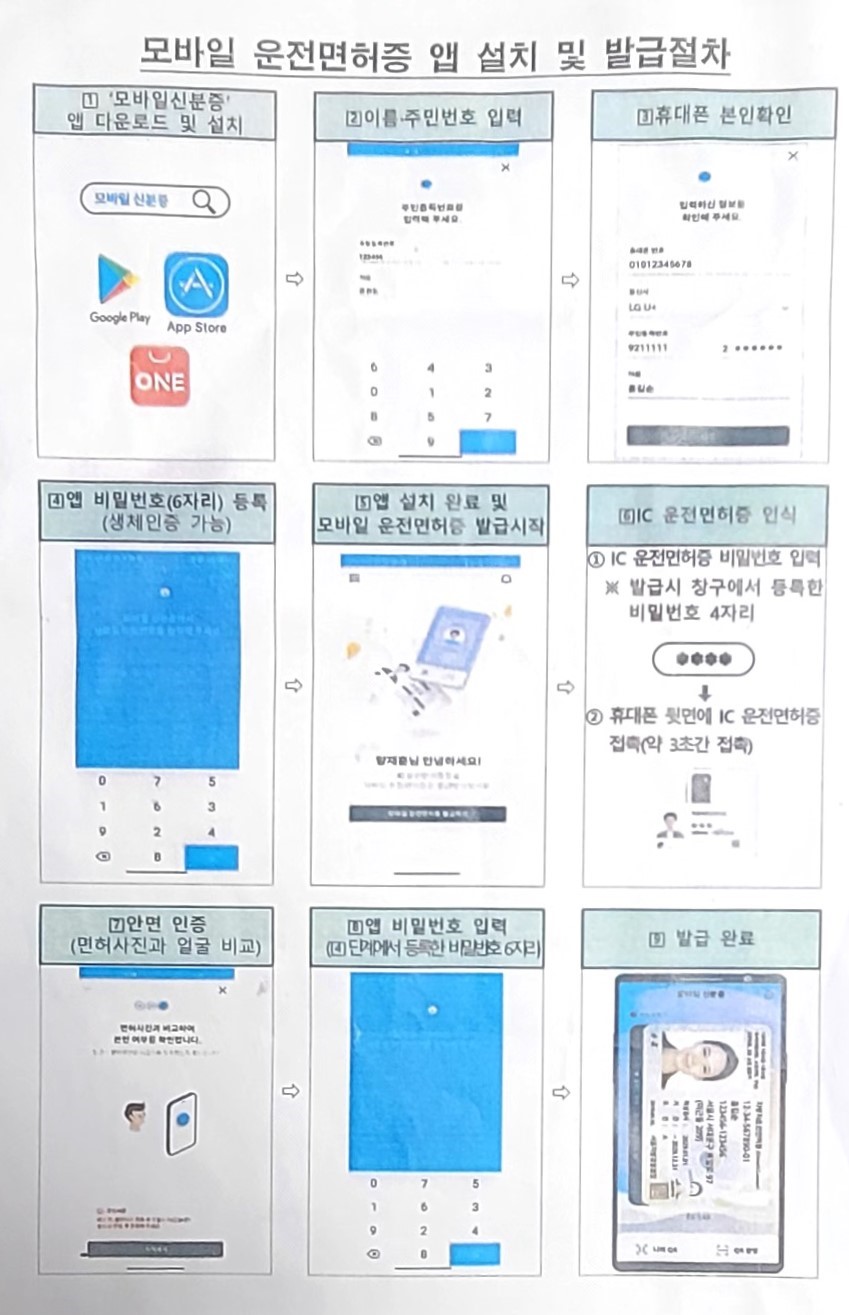 모바일 운전면허증 앱 설치 및 발급절차
1 '모바일신분증'
앱 다운로드 및 설치
모바일 신분증
Google Play
App Store
ONE
2 이름·주민번호 입력
주민등록번호를
입력해 주세요.
123456
6 4 3
0 1 2
8 5 7
9
3 휴대폰 본인확인
입력하신 정보를
확인해 주세요.
휴대폰 번호
01012345678
통신사
LG U+
주민등록번호
9211111 2 ●●●●●●
이름
홍길순
4 앱 비밀번호(6자리) 등록
(생체인증 가능)
0 7 5
1 6 3
9 2 4
8
5 앱 설치 완료 및
모바일 운전면허증 발급시작
님 안녕하세요!
6 IC 운전면허증 인식
① IC 운전면허증 비밀번호 입력
※ 발급시 창구에서 등록한
비밀번호 4자리
② 휴대폰 뒷면에 IC 운전면허증
접촉(약 3초간 접촉)
7 안면 인증
(면허사진과 얼굴 비교)
면허사진과 비교하여
본인 여부를 확인합니다.
8 앱 비밀번호 입력
(4 단계에서 등록한 비밀번호 6자리)
0 7 5
1 6 3
9 2 4
8
9 발급 완료
모바일 신분증
12-34-567890-01
홍길순
123456-123456